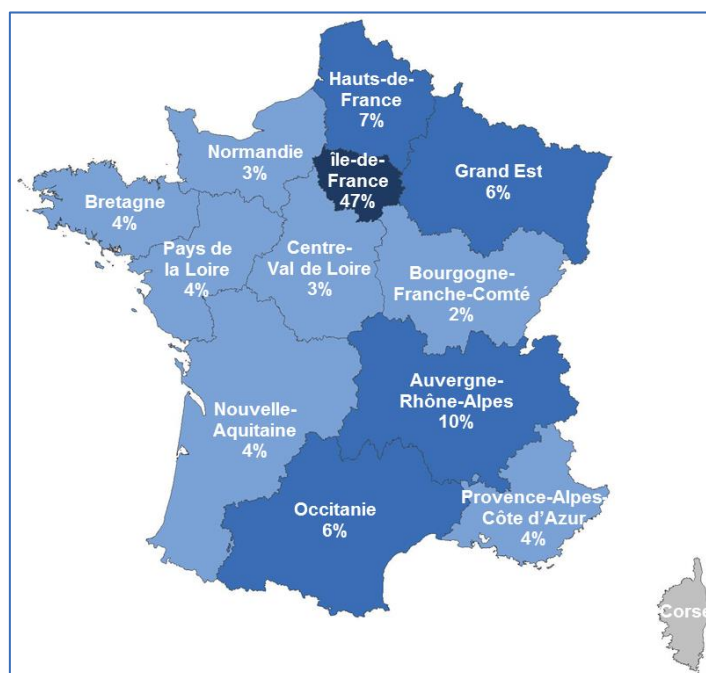 Hauts-de-
France
7%
île-de-
France
47%
Normandie
3%
Grand Est
6%
Bretagne
4%
Pays de
la Loire
4%
Centre-
Val de Loire
3%
Bourgogne-
Franche-Comté
2%
Auvergne-
Rhône-Alpes
10%
Nouvelle-
Aquitaine
4%
Occitanie
6%
Provence-Alpes-
Côte d'Azur
4%
Corse